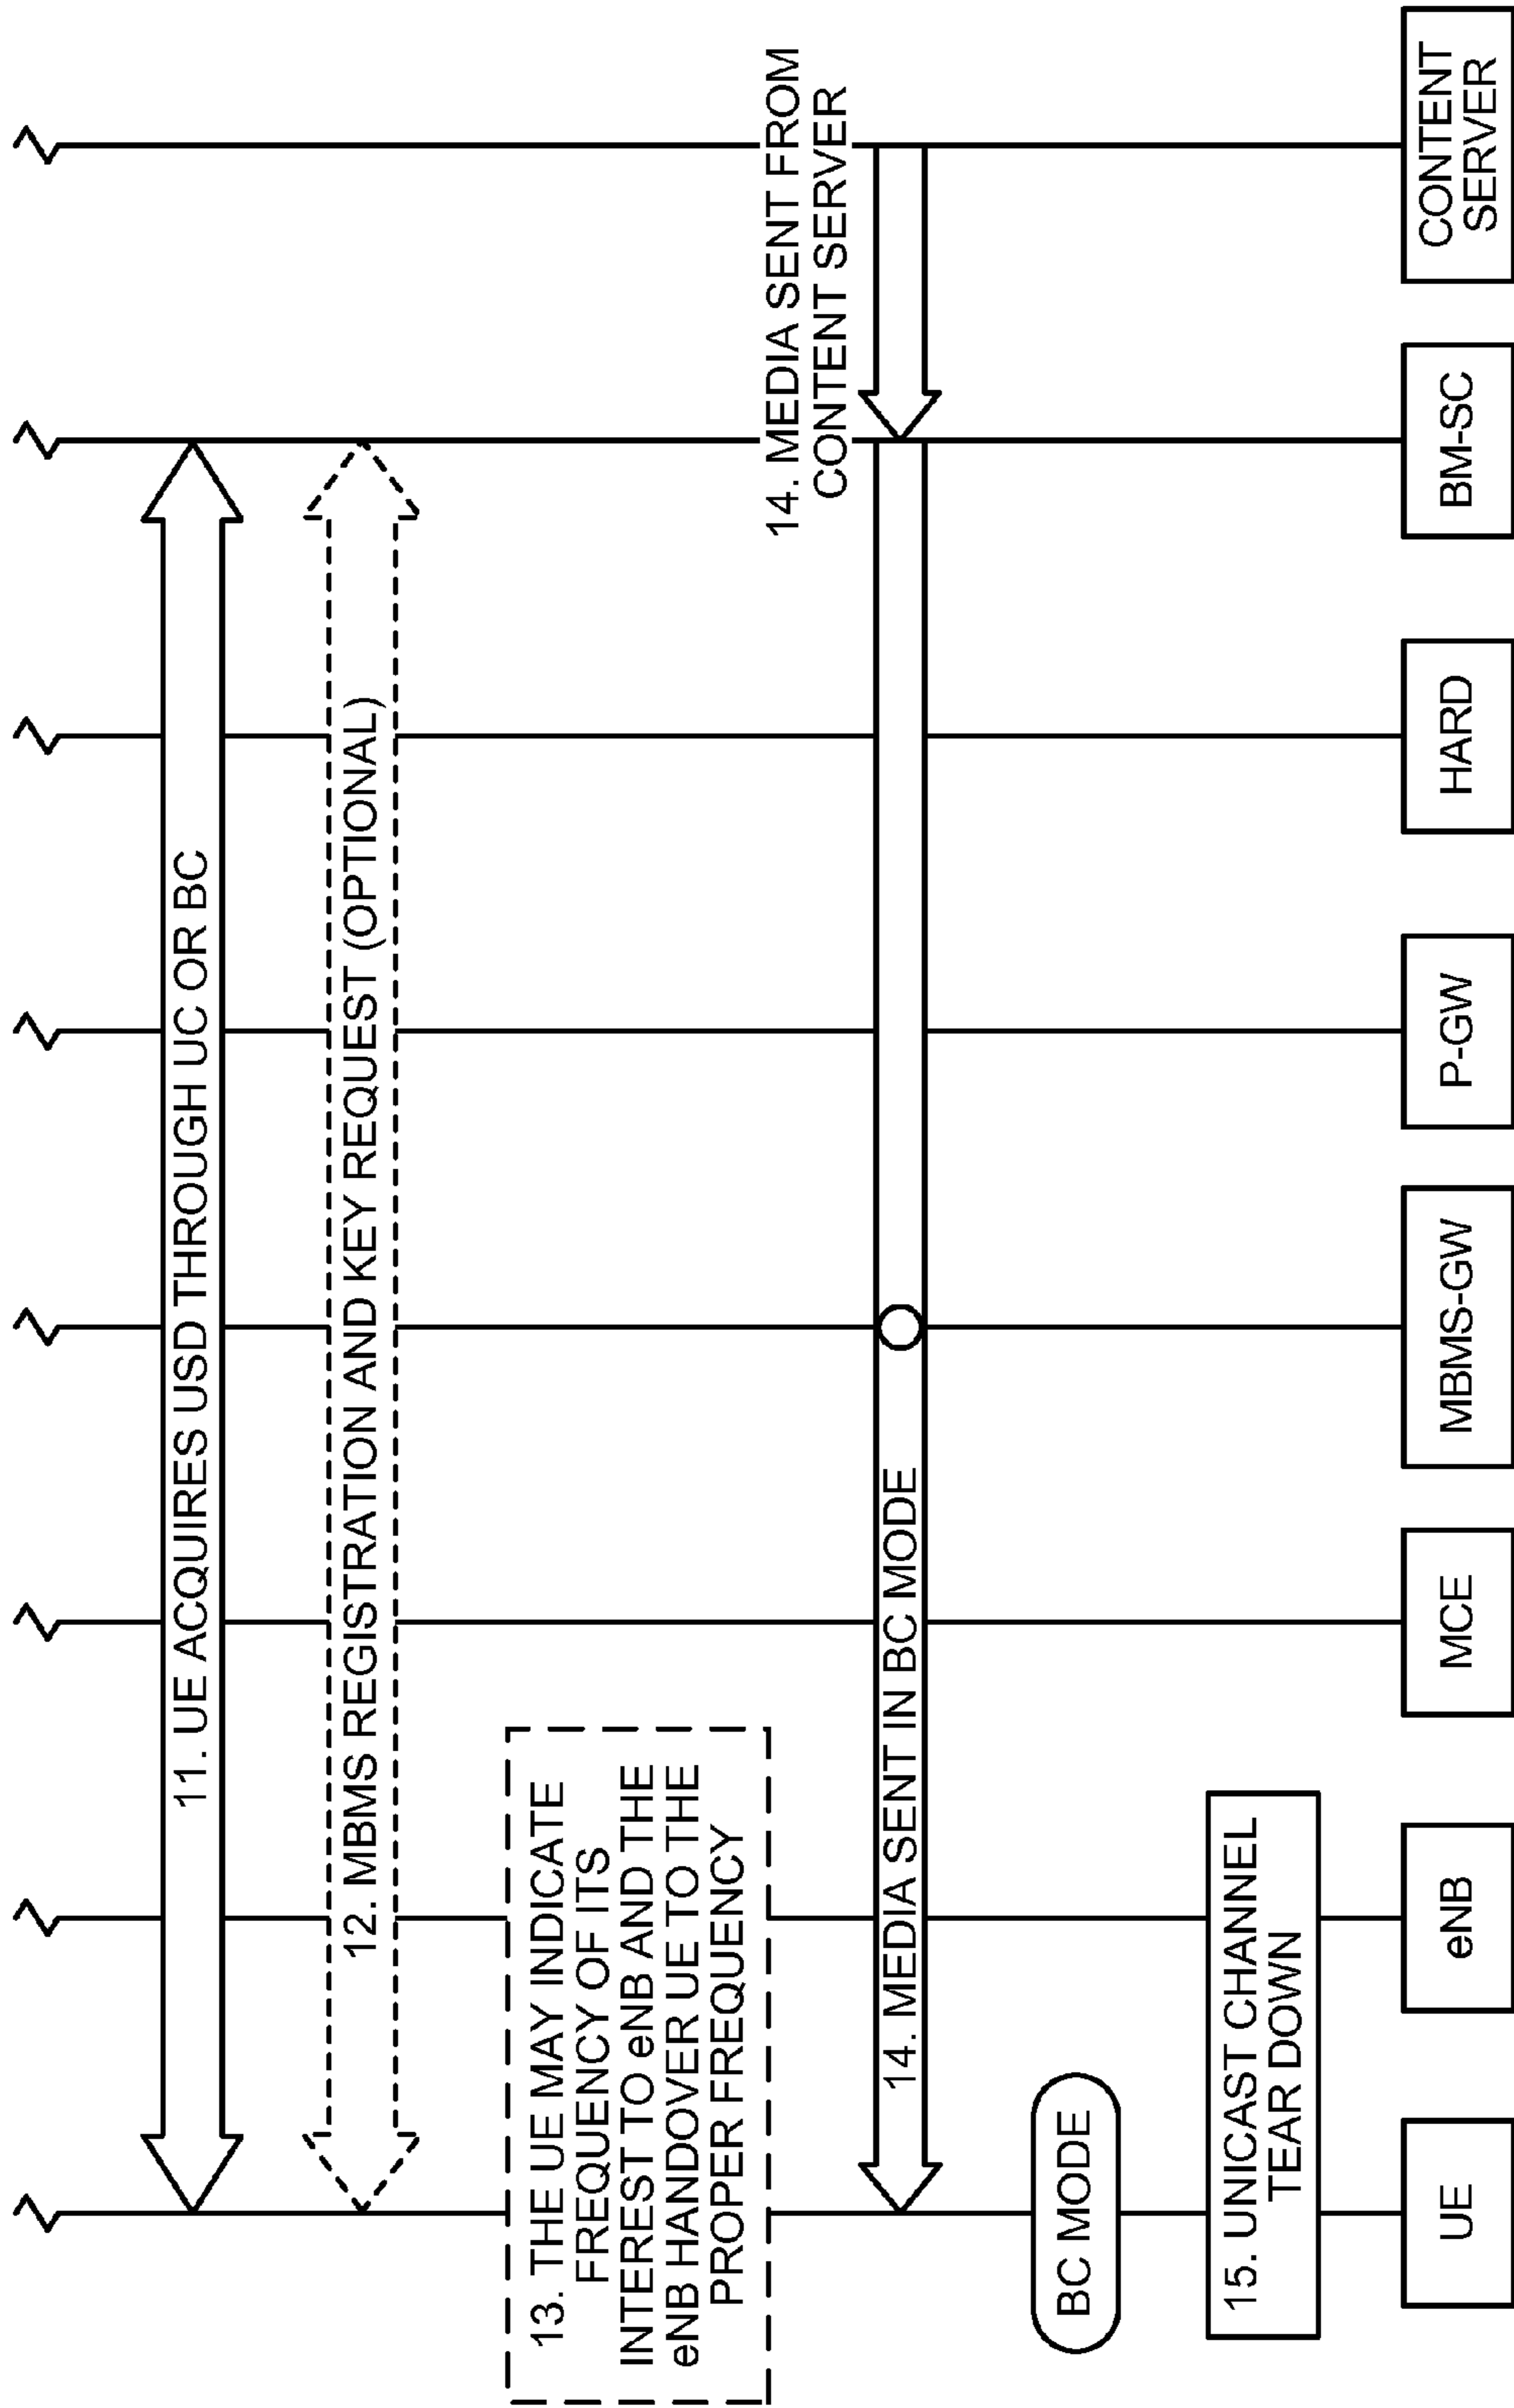 11. UE ACQUIRES USD THROUGH UC OR BC
12. MBMS REGISTRATION AND KEY REQUEST (OPTIONAL)
13. THE UE MAY INDICATE
FREQUENCY OF ITS
INTEREST TO eNB AND THE
eNB HANDOVER UE TO THE
PROPER FREQUENCY
14. MEDIA SENT FROM
CONTENT SERVER
14. MEDIA SENT IN BC MODE
BC MODE
15. UNICAST CHANNEL
TEAR DOWN
UE
eNB
MCE
MBMS-GW
P-GW
HARD
BM-SC
CONTENT
SERVER